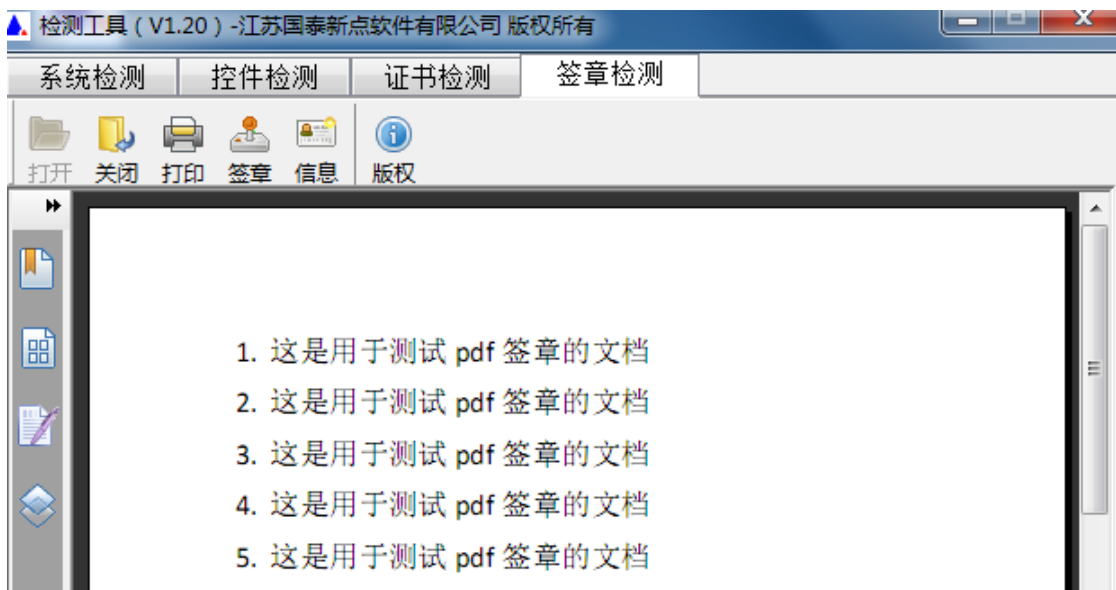 检测工具（V1.20）-江苏国泰新点软件有限公司 版权所有
系统检测 控件检测 证书检测 签章检测
打开 关闭 打印 签章 信息 版权
1. 这是用于测试 pdf 签章的文档
2. 这是用于测试 pdf 签章的文档
3. 这是用于测试 pdf 签章的文档
4. 这是用于测试 pdf 签章的文档
5. 这是用于测试 pdf 签章的文档